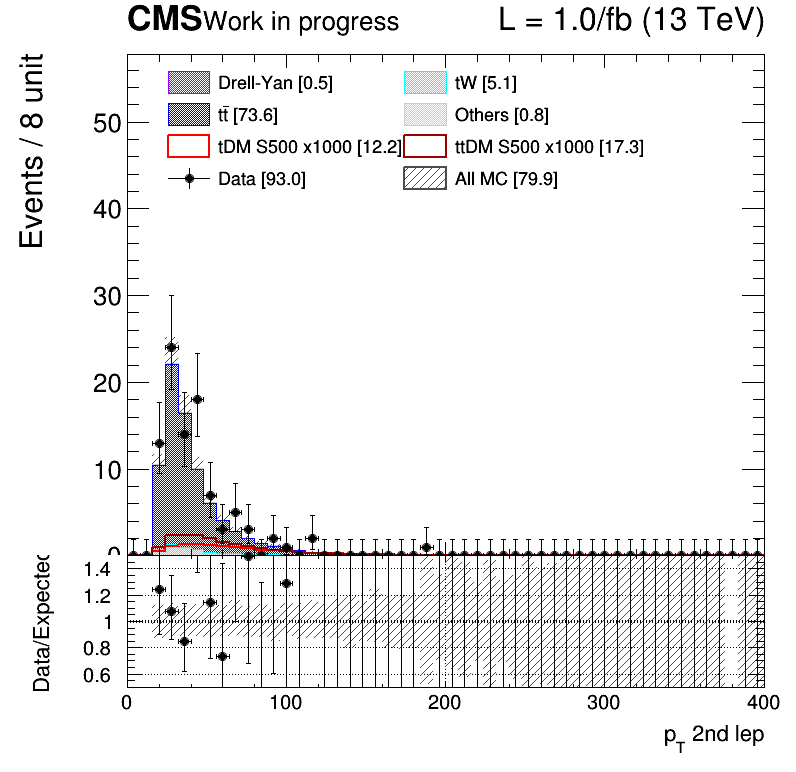 CMS Work in progress L = 1.0/fb (13 TeV)
Events / 8 unit
Drell-Yan [0.5] tW [5.1]
tt̄ [73.6] Others [0.8]
tDM S500 x1000 [12.2] ttDM S500 x1000 [17.3]
Data [93.0] All MC [79.9]
50
40
30
20
10
0
Data/Expected
1.4
1.2
1
0.8
0.6
0 100 200 300 400
p_T 2nd lep